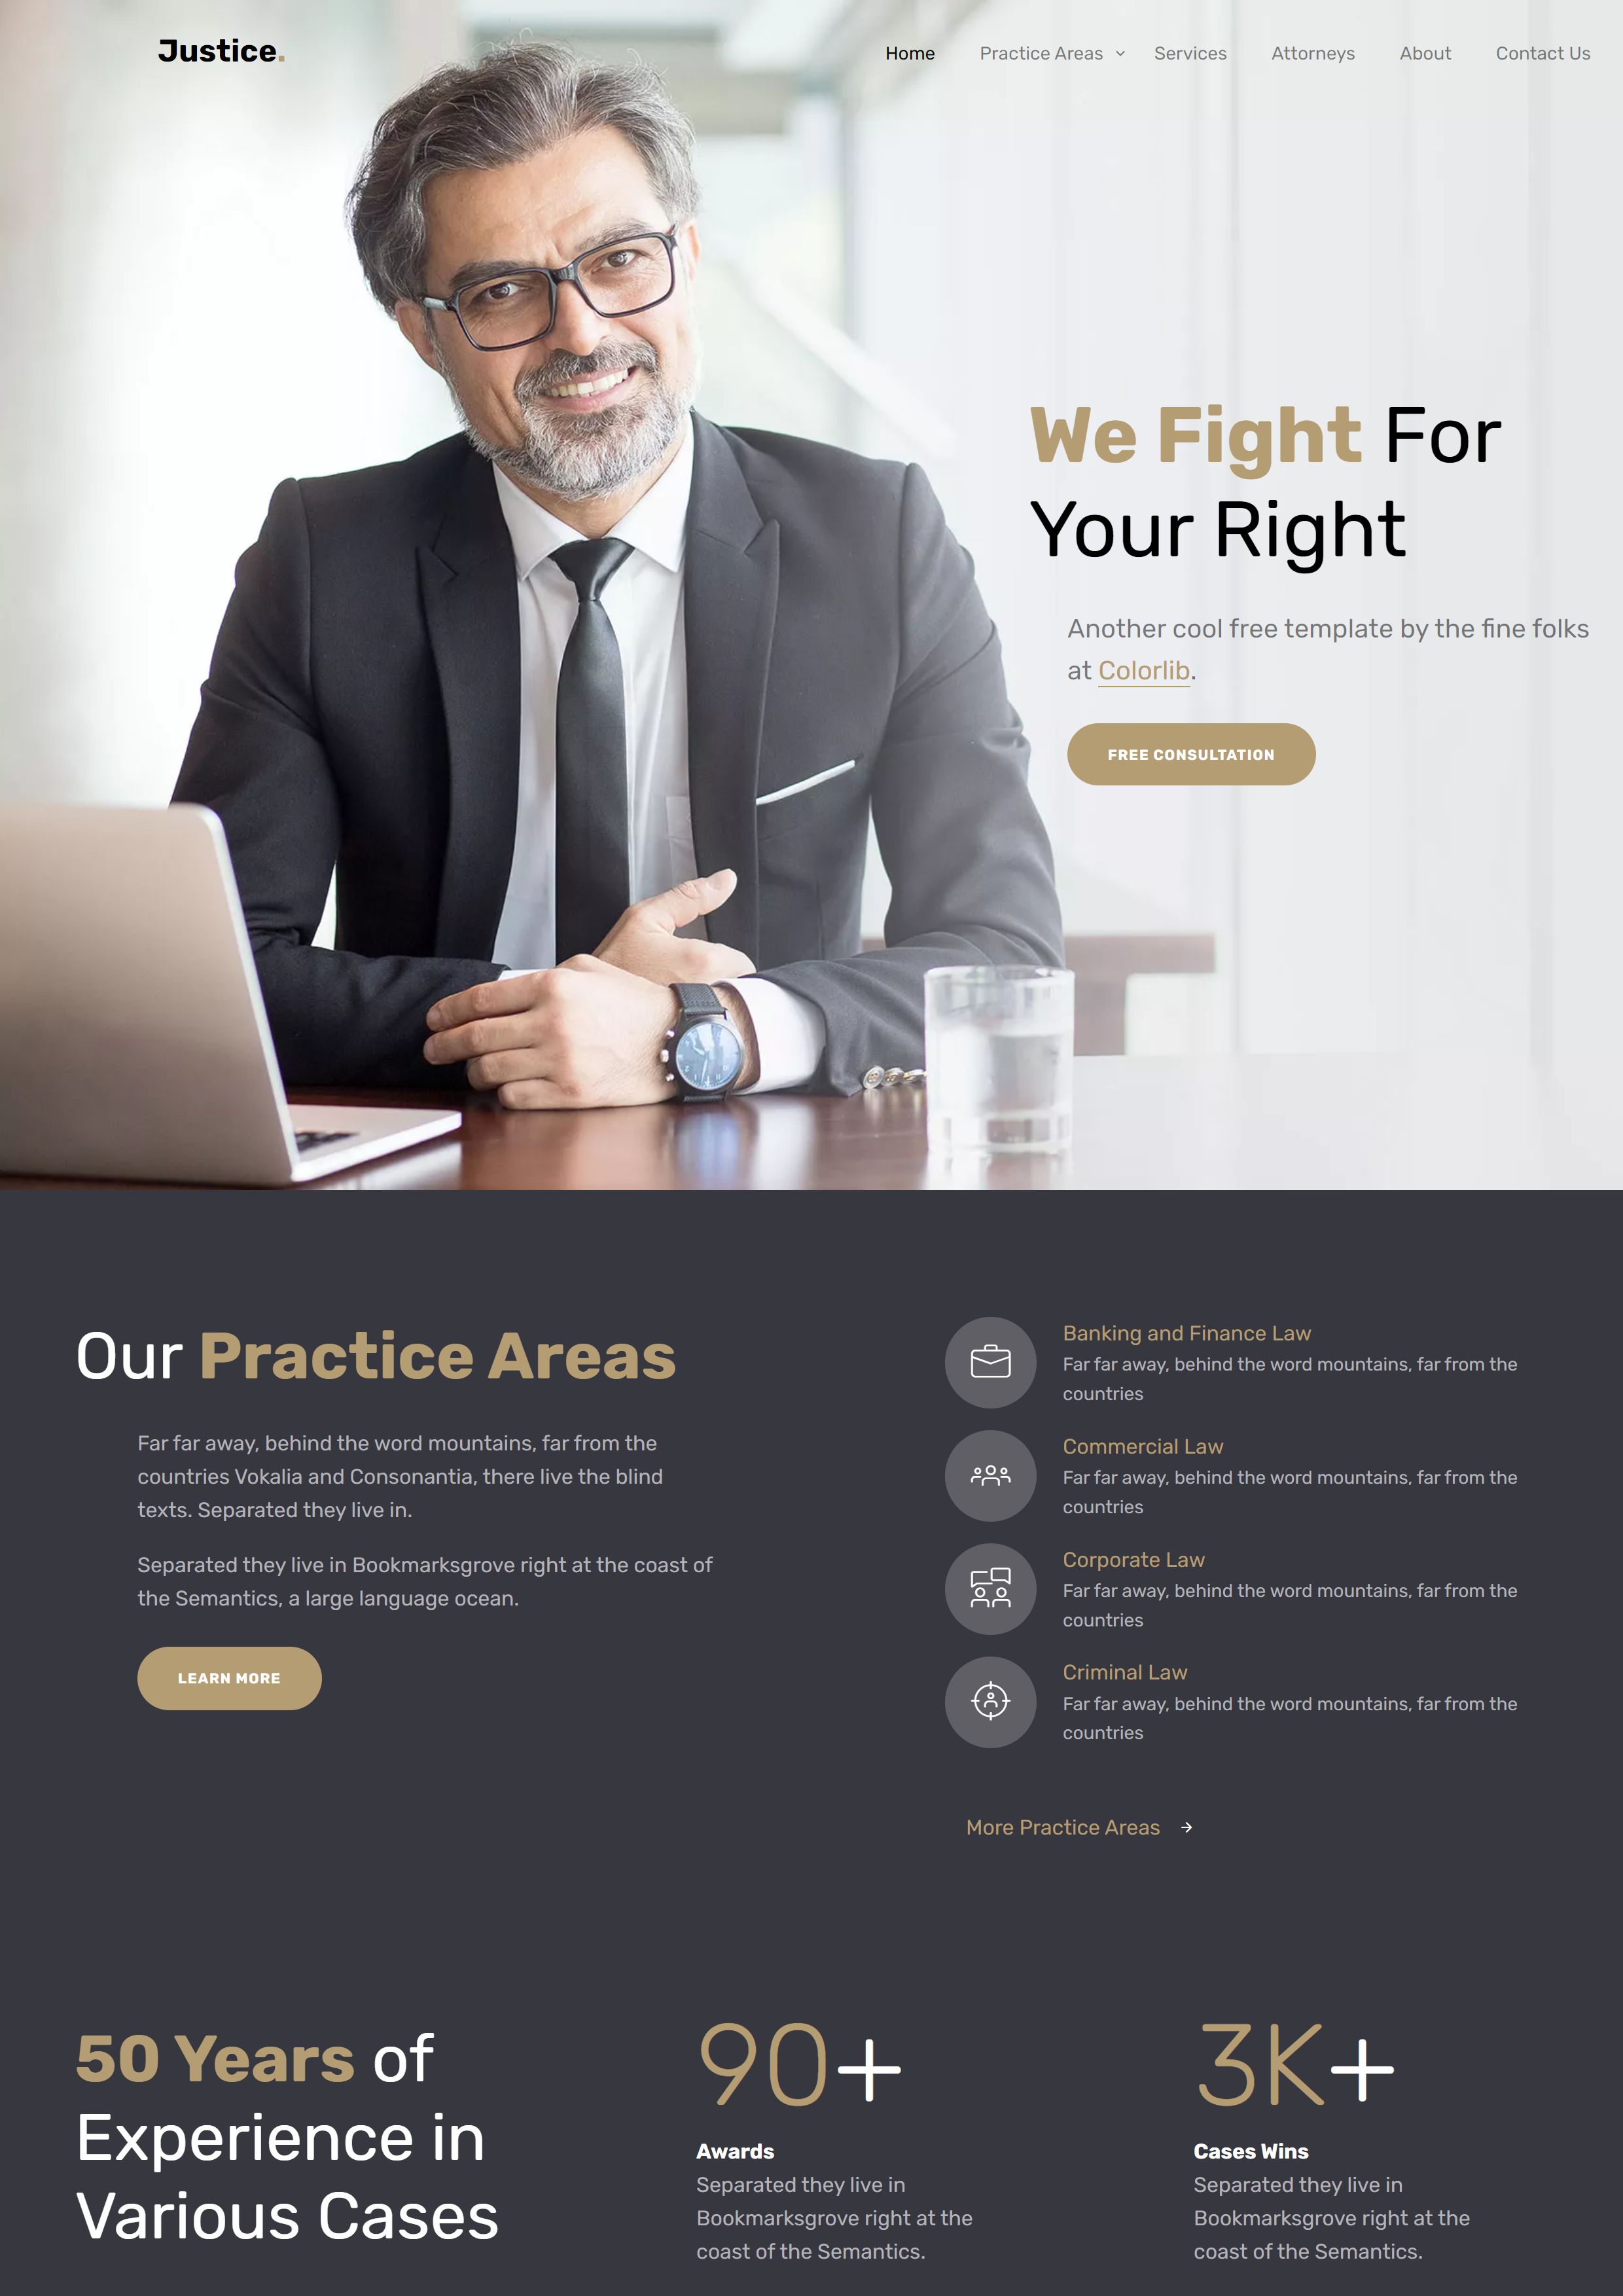 Justice.
Home Practice Areas Services Attorneys About Contact Us
We Fight For
Your Right
Another cool free template by the fine folks
at Colorlib.
FREE CONSULTATION
Our Practice Areas
Far far away, behind the word mountains, far from the
countries Vokalia and Consonantia, there live the blind
texts. Separated they live in.
Separated they live in Bookmarksgrove right at the coast of
the Semantics, a large language ocean.
LEARN MORE
Banking and Finance Law
Far far away, behind the word mountains, far from the
countries
Commercial Law
Far far away, behind the word mountains, far from the
countries
Corporate Law
Far far away, behind the word mountains, far from the
countries
Criminal Law
Far far away, behind the word mountains, far from the
countries
More Practice Areas
50 Years of
Experience in
Various Cases
90+
Awards
Separated they live in
Bookmarksgrove right at the
coast of the Semantics.
3K+
Cases Wins
Separated they live in
Bookmarksgrove right at the
coast of the Semantics.